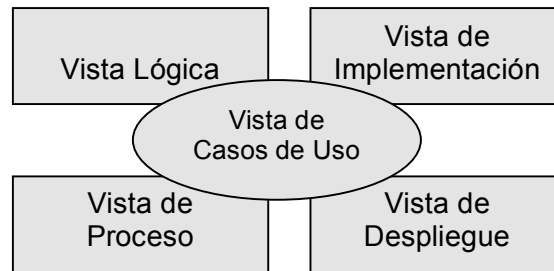 Vista Lógica
Vista de
Implementación
Vista de
Casos de Uso
Vista de
Proceso
Vista de
Despliegue